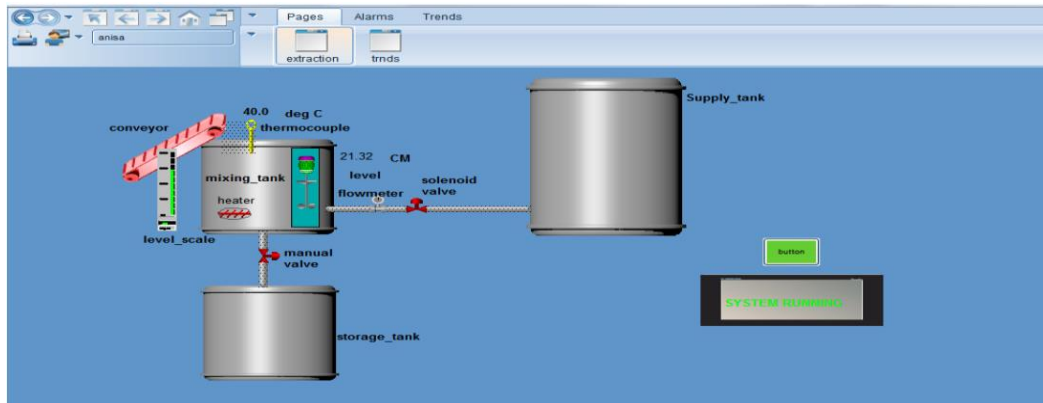 Pages Alarms Trends
anisa
extraction trnds
Supply_tank
40.0 deg C
conveyor
thermocouple
21.32 CM
mixing_tank
level
flowmeter
solenoid
valve
heater
level_scale
manual
valve
button
SYSTEM RUNNING
storage_tank